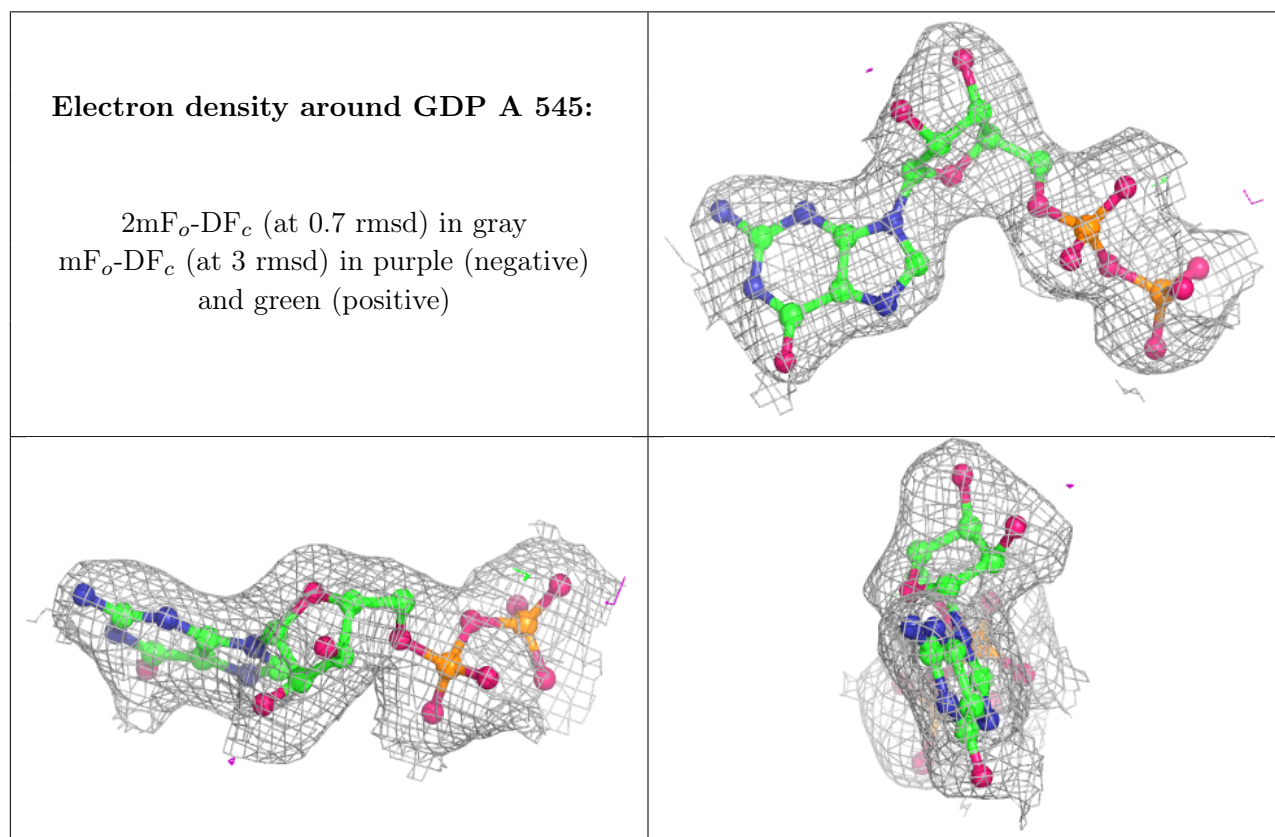 Electron density around GDP A 545:
2mFo-DFc (at 0.7 rmsd) in gray
mFo-DFc (at 3 rmsd) in purple (negative)
and green (positive)